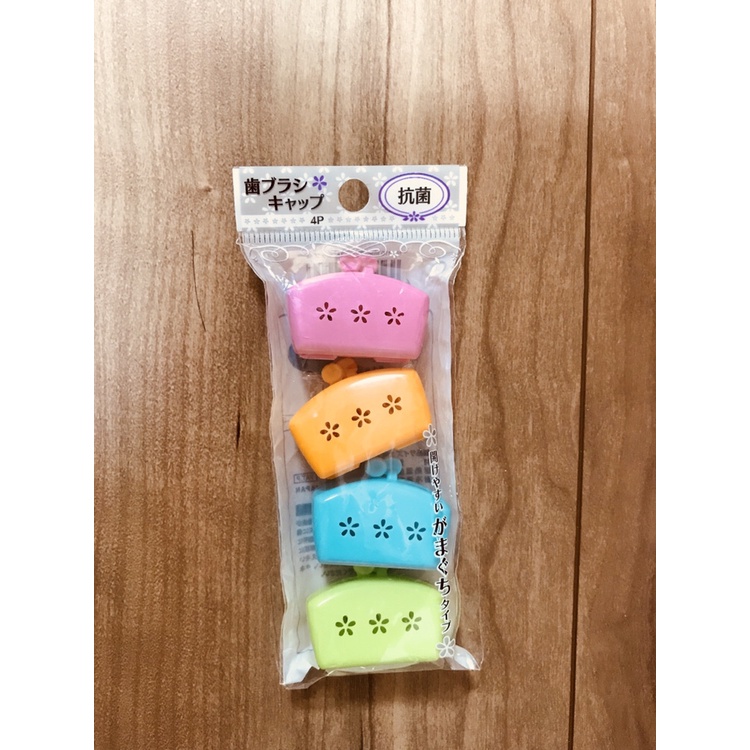 歯ブラシ
キャップ
4P
抗菌
開けやすい がまぐち タイプ